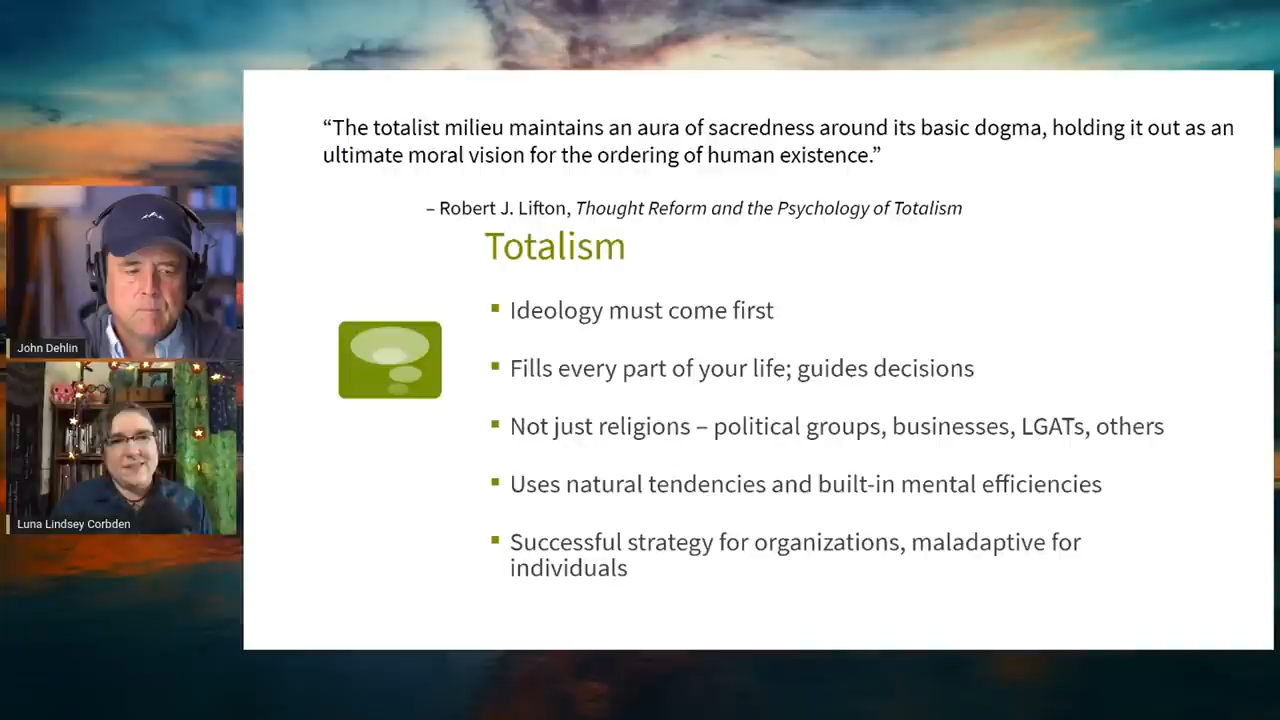 “The totalist milieu maintains an aura of sacredness around its basic dogma, holding it out as an
ultimate moral vision for the ordering of human existence.”
– Robert J. Lifton, Thought Reform and the Psychology of Totalism
Totalism
▪ Ideology must come first
▪ Fills every part of your life; guides decisions
▪ Not just religions – political groups, businesses, LGATs, others
▪ Uses natural tendencies and built-in mental efficiencies
▪ Successful strategy for organizations, maladaptive for
individuals
John Dehlin
Luna Lindsey Corbden